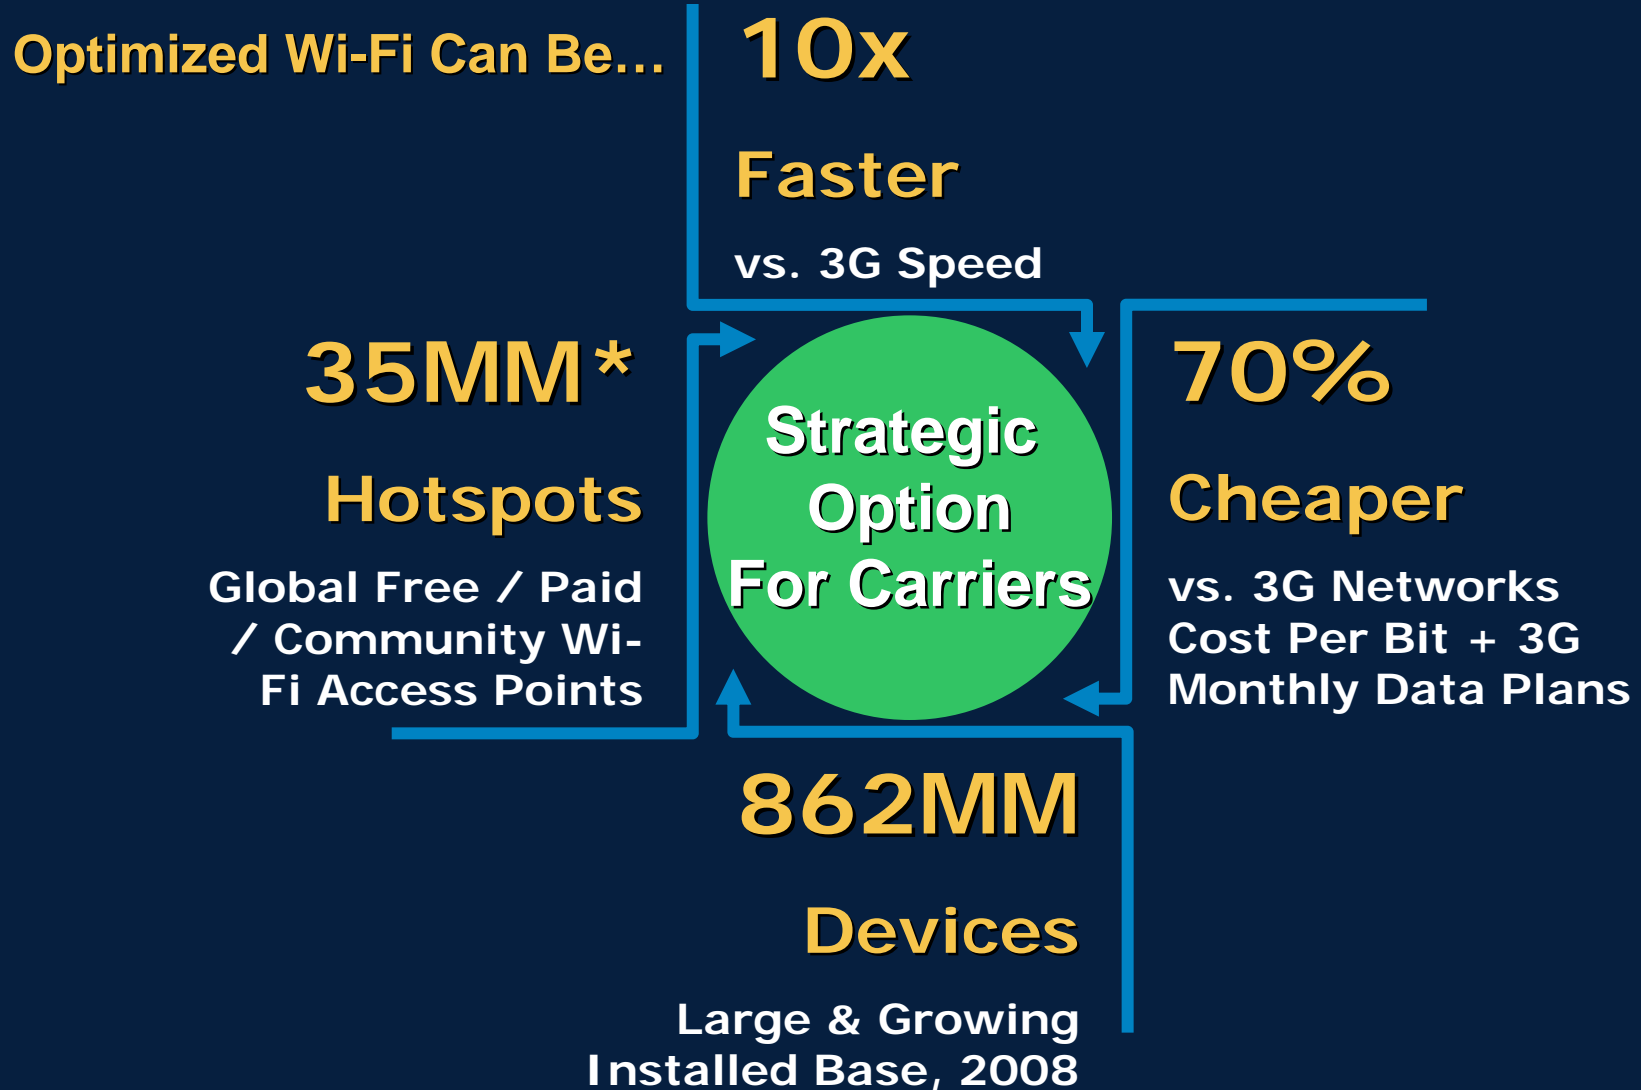 Optimized Wi-Fi Can Be…
10x
Faster
vs. 3G Speed
35MM*
Hotspots
Global Free / Paid
/ Community Wi-
Fi Access Points
Strategic
Option
For Carriers
70%
Cheaper
vs. 3G Networks
Cost Per Bit + 3G
Monthly Data Plans
862MM
Devices
Large & Growing
Installed Base, 2008